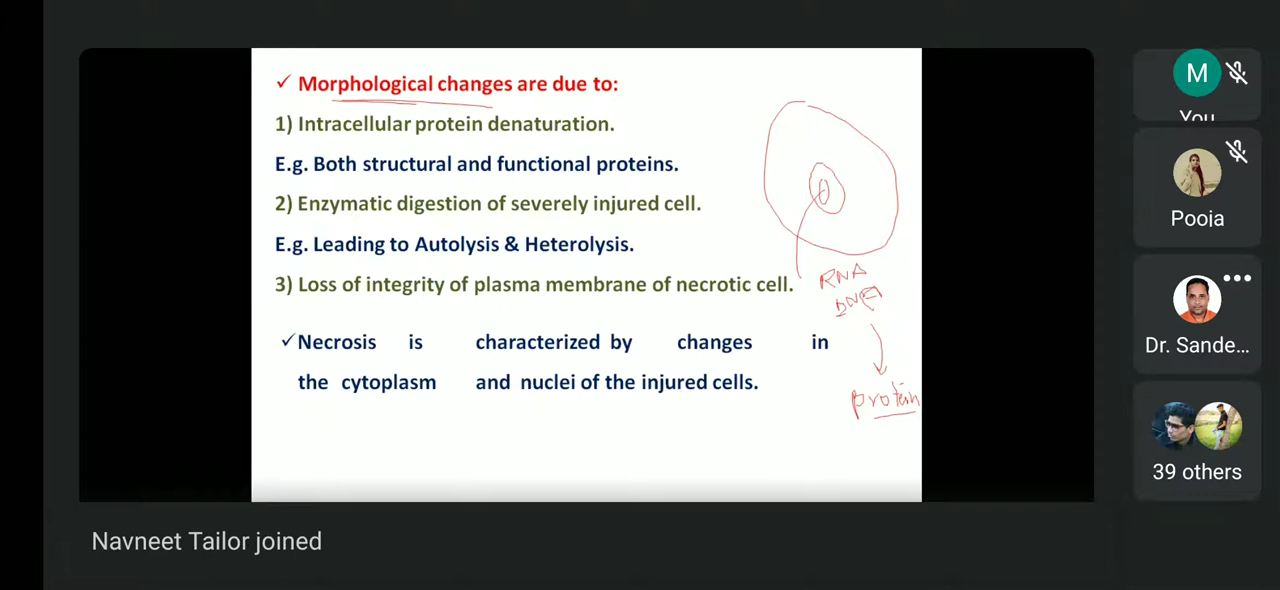 ✓ Morphological changes are due to:
1) Intracellular protein denaturation.
E.g. Both structural and functional proteins.
2) Enzymatic digestion of severely injured cell.
E.g. Leading to Autolysis & Heterolysis.
3) Loss of integrity of plasma membrane of necrotic cell.
✓Necrosis is characterized by changes in
the cytoplasm and nuclei of the injured cells.
RNA
DNA
protein
M
You
Pooja
Dr. Sande...
39 others
Navneet Tailor joined